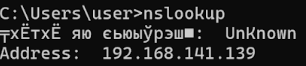 C:\Users\user>nslookup
╤хЁтхЁ яю єьюыўрэш■:  UnKnown
Address:  192.168.141.139